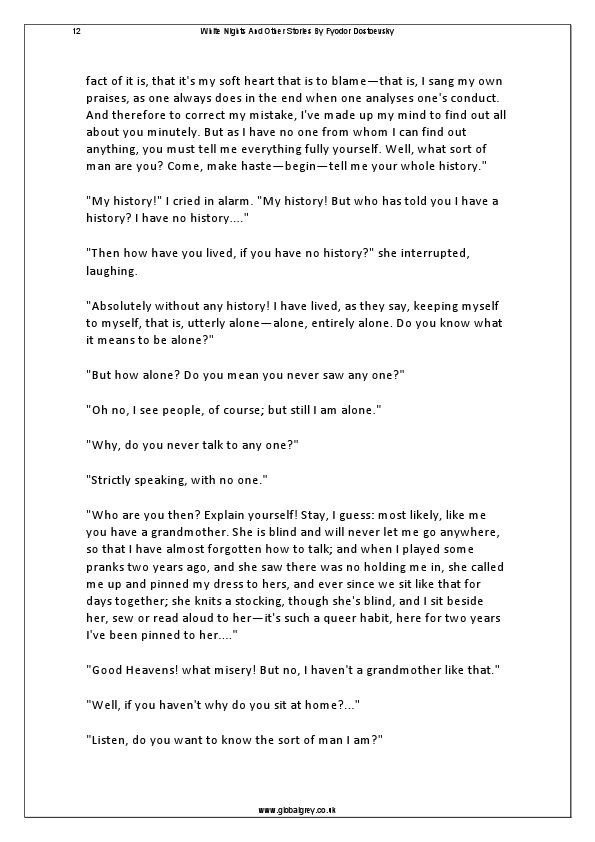 12 White Nights And Other Stories By Fyodor Dostoevsky
fact of it is, that it's my soft heart that is to blame—that is, I sang my own
praises, as one always does in the end when one analyses one's conduct.
And therefore to correct my mistake, I've made up my mind to find out all
about you minutely. But as I have no one from whom I can find out
anything, you must tell me everything fully yourself. Well, what sort of
man are you? Come, make haste—begin—tell me your whole history."
"My history!" I cried in alarm. "My history! But who has told you I have a
history? I have no history...."
"Then how have you lived, if you have no history?" she interrupted,
laughing.
"Absolutely without any history! I have lived, as they say, keeping myself
to myself, that is, utterly alone—alone, entirely alone. Do you know what
it means to be alone?"
"But how alone? Do you mean you never saw any one?"
"Oh no, I see people, of course; but still I am alone."
"Why, do you never talk to any one?"
"Strictly speaking, with no one."
"Who are you then? Explain yourself! Stay, I guess: most likely, like me
you have a grandmother. She is blind and will never let me go anywhere,
so that I have almost forgotten how to talk; and when I played some
pranks two years ago, and she saw there was no holding me in, she called
me up and pinned my dress to hers, and ever since we sit like that for
days together; she knits a stocking, though she's blind, and I sit beside
her, sew or read aloud to her—it's such a queer habit, here for two years
I've been pinned to her...."
"Good Heavens! what misery! But no, I haven't a grandmother like that."
"Well, if you haven't why do you sit at home?..."
"Listen, do you want to know the sort of man I am?"
www.globalgrey.co.uk